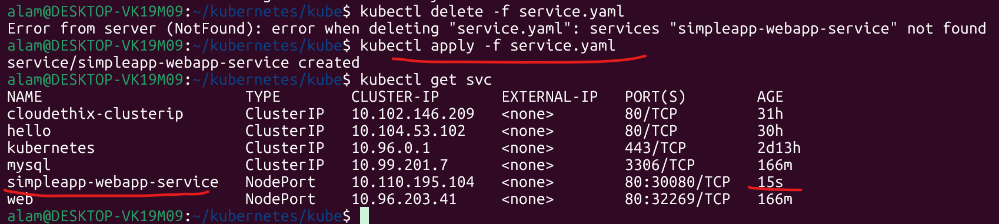 alam@DESKTOP-VK19M09:~/kubernetes/kube$ kubectl delete -f service.yaml
Error from server (NotFound): error when deleting "service.yaml": services "simpleapp-webapp-service" not found
alam@DESKTOP-VK19M09:~/kubernetes/kube$ kubectl apply -f service.yaml
service/simpleapp-webapp-service created
alam@DESKTOP-VK19M09:~/kubernetes/kube$ kubectl get svc
NAME TYPE CLUSTER-IP EXTERNAL-IP PORT(S) AGE
cloudethix-clusterip ClusterIP 10.102.146.209 <none> 80/TCP 31h
hello ClusterIP 10.104.53.102 <none> 80/TCP 30h
kubernetes ClusterIP 10.96.0.1 <none> 443/TCP 2d13h
mysql ClusterIP 10.99.201.7 <none> 3306/TCP 166m
simpleapp-webapp-service NodePort 10.110.195.104 <none> 80:30080/TCP 15s
web NodePort 10.96.203.41 <none> 80:32269/TCP 166m
alam@DESKTOP-VK19M09:~/kubernetes/kube$